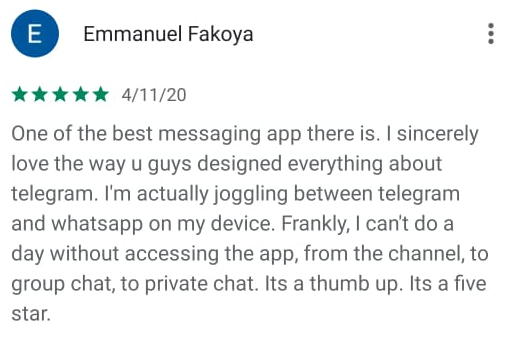 E
Emmanuel Fakoya
4/11/20
One of the best messaging app there is. I sincerely
love the way u guys designed everything about
telegram. I'm actually joggling between telegram
and whatsapp on my device. Frankly, I can't do a
day without accessing the app, from the channel, to
group chat, to private chat. Its a thumb up. Its a five
star.